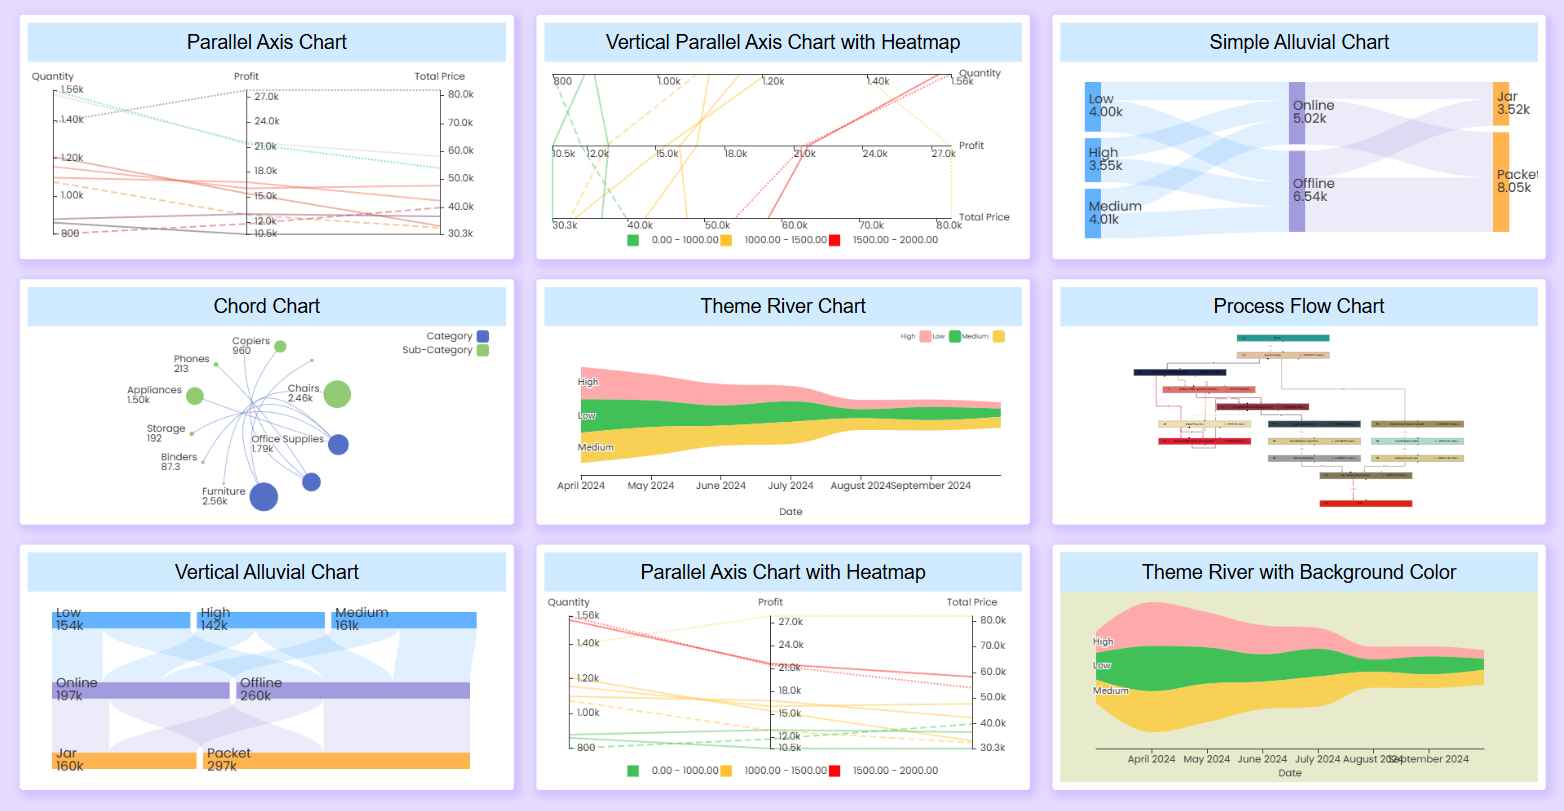 Parallel Axis Chart
Quantity Profit Total Price
1.56k
1.40k
1.20k
1.00k
800
27.0k
24.0k
21.0k
18.0k
15.0k
12.0k
10.5k
80.0k
70.0k
60.0k
50.0k
40.0k
30.3k
Vertical Parallel Axis Chart with Heatmap
Quantity
800 1.00k 1.20k 1.40k 1.56k
Profit
10.5k 12.0k 15.0k 18.0k 21.0k 24.0k 27.0k
Total Price
30.3k 40.0k 50.0k 60.0k 70.0k 80.0k
0.00 - 1000.00 1000.00 - 1500.00 1500.00 - 2000.00
Simple Alluvial Chart
Low
4.00k
High
3.55k
Medium
4.01k
Online
5.02k
Offline
6.54k
Jar
3.52k
Packet
8.05k
Chord Chart
Category
Sub-Category
Copiers
960
Phones
213
Appliances
1.50k
Chairs
2.46k
Storage
192
Office Supplies
1.79k
Binders
87.3
Furniture
2.56k
Theme River Chart
High Low Medium
High
Low
Medium
April 2024 May 2024 June 2024 July 2024 August 2024 September 2024
Date
Process Flow Chart
Vertical Alluvial Chart
Low
154k
High
142k
Medium
161k
Online
197k
Offline
260k
Jar
160k
Packet
297k
Parallel Axis Chart with Heatmap
Quantity Profit Total Price
1.56k
1.40k
1.20k
1.00k
800
27.0k
24.0k
21.0k
18.0k
15.0k
12.0k
10.5k
80.0k
70.0k
60.0k
50.0k
40.0k
30.3k
0.00 - 1000.00 1000.00 - 1500.00 1500.00 - 2000.00
Theme River with Background Color
High
Low
Medium
April 2024 May 2024 June 2024 July 2024 August 2024 September 2024
Date